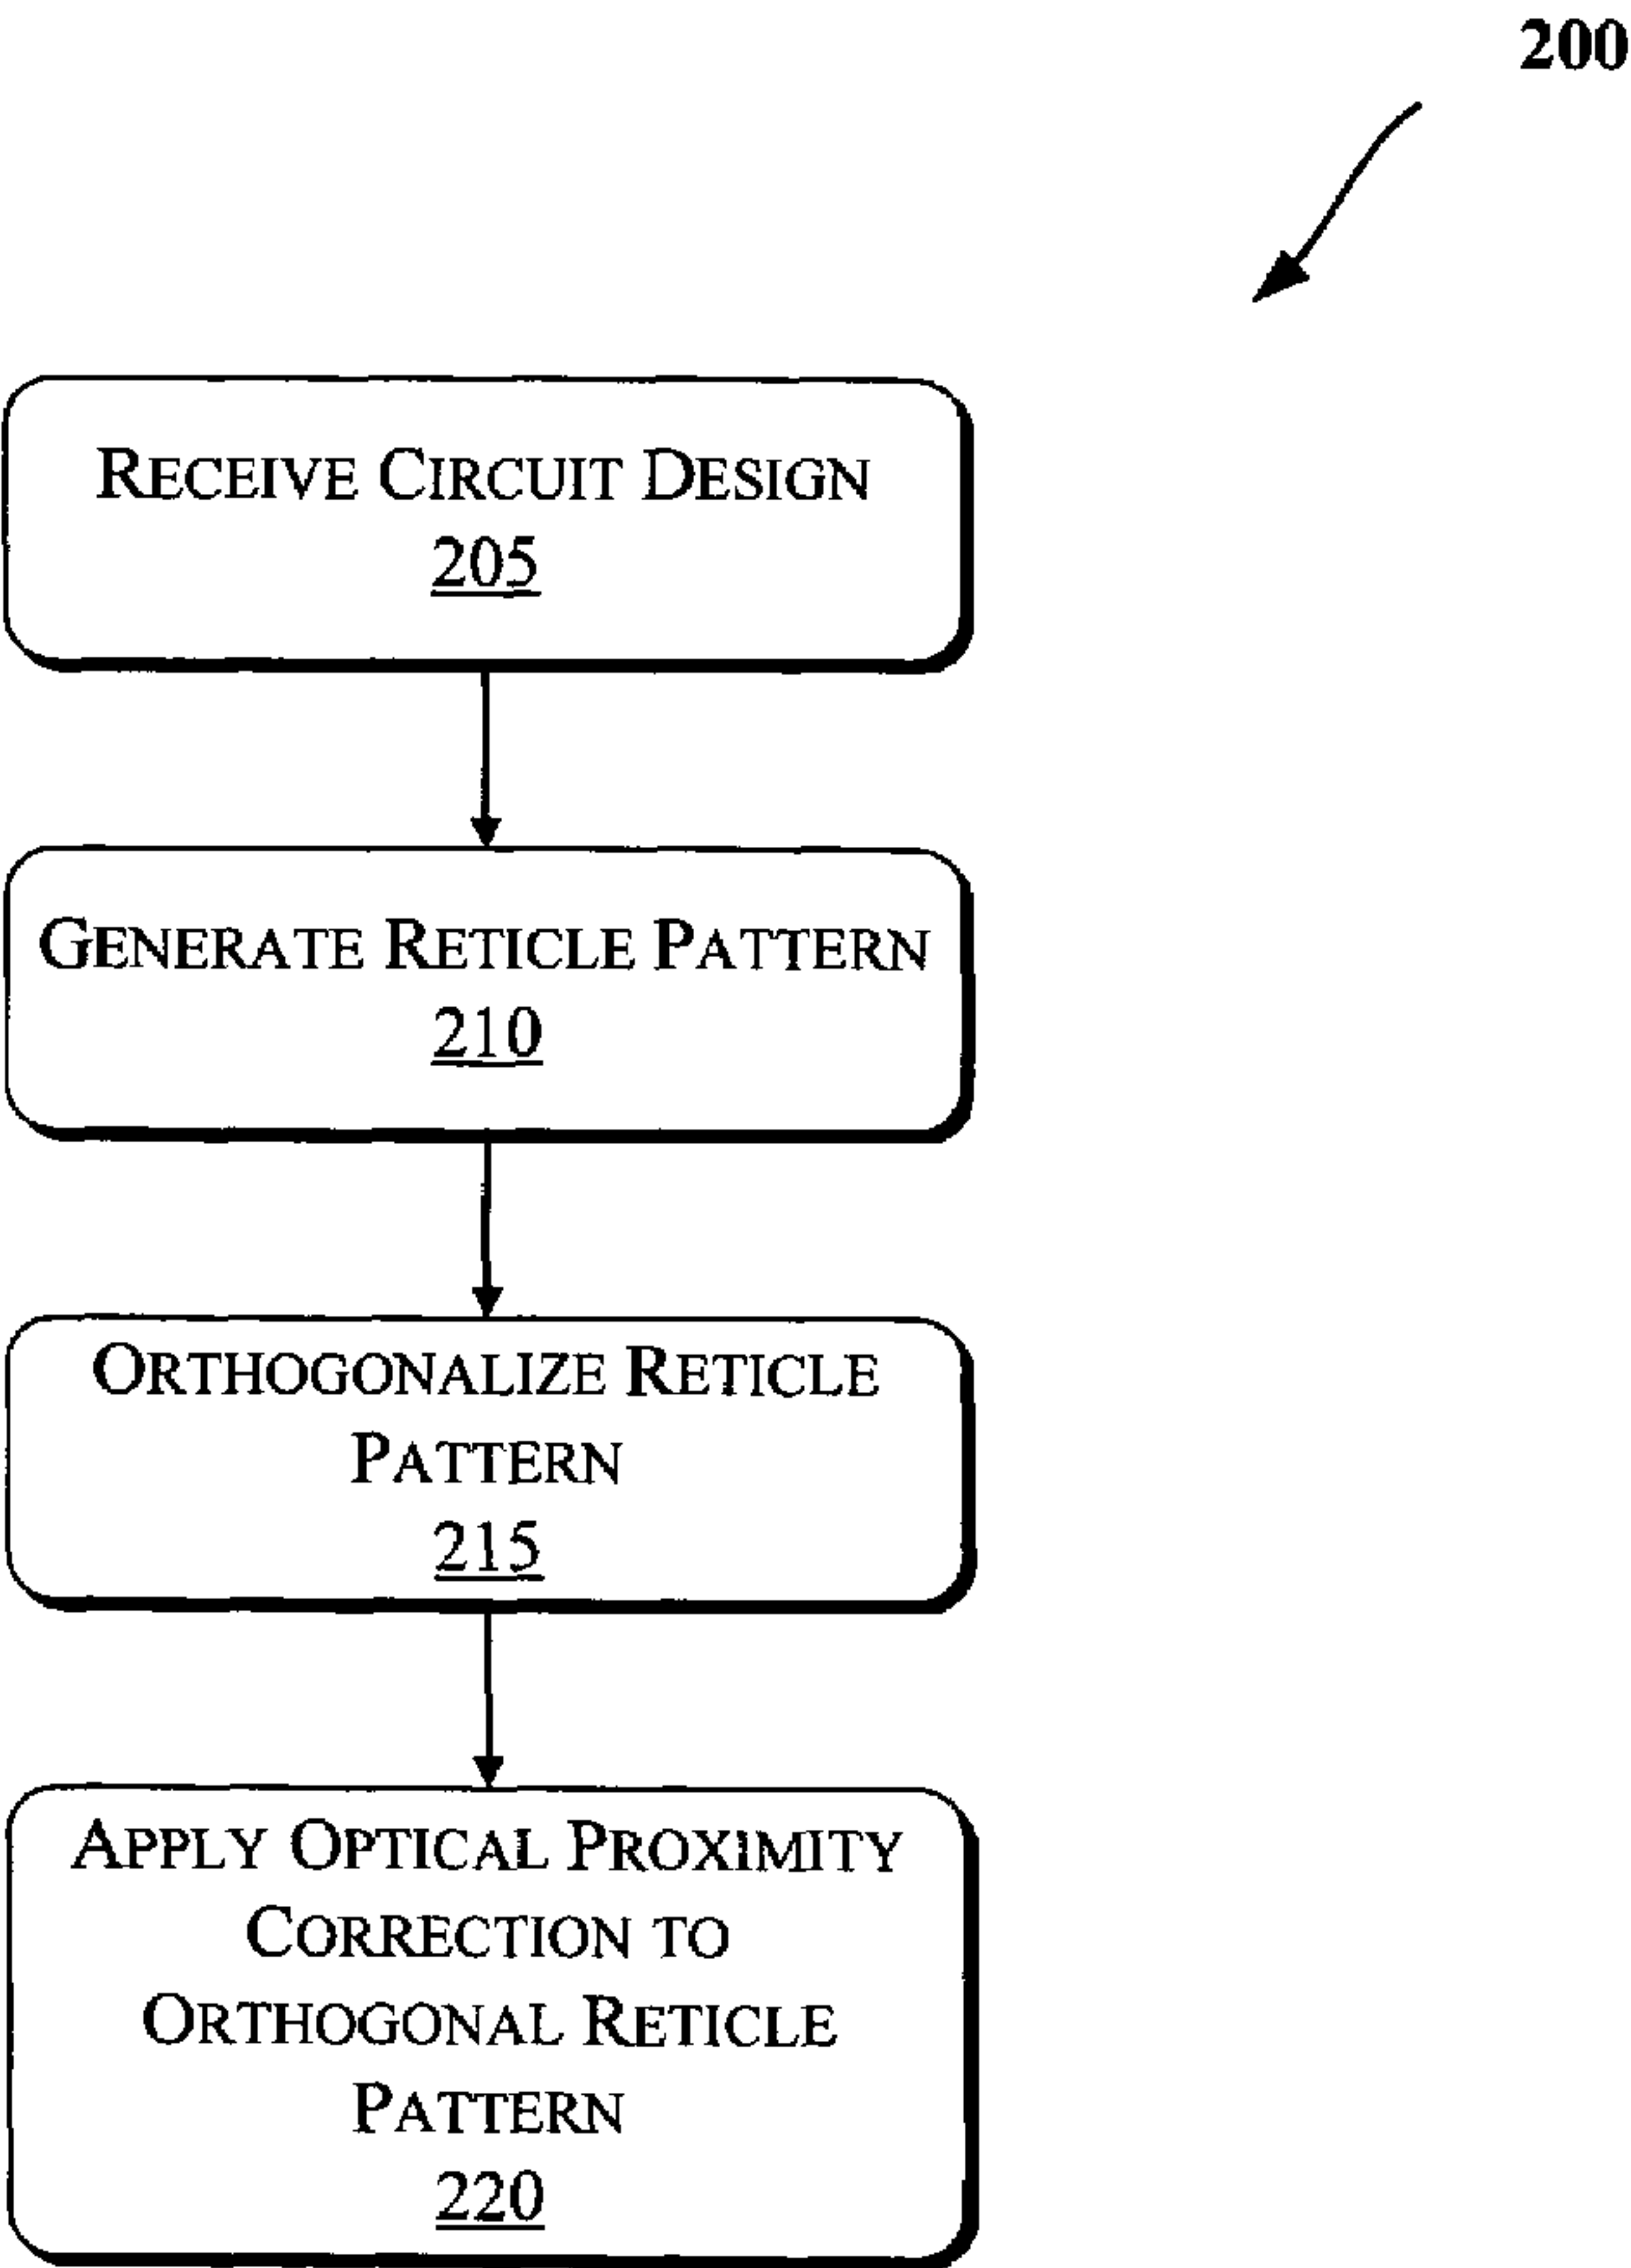 200
RECEIVE CIRCUIT DESIGN
205
GENERATE RETICLE PATTERN
210
ORTHOGONALIZE RETICLE
PATTERN
215
APPLY OPTICAL PROXIMITY
CORRECTION TO
ORTHOGONAL RETICLE
PATTERN
220